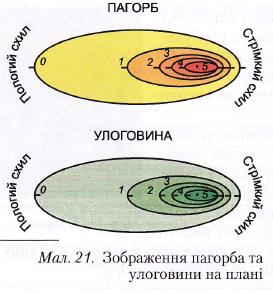 ПАГОРБ
Пологий схил
0 1 2 3 4 5
Стрімкий схил
УЛОГОВИНА
Пологий схил
0 1 2 3 4 5
Стрімкий схил
Мал. 21. Зображення пагорба та
улоговини на плані